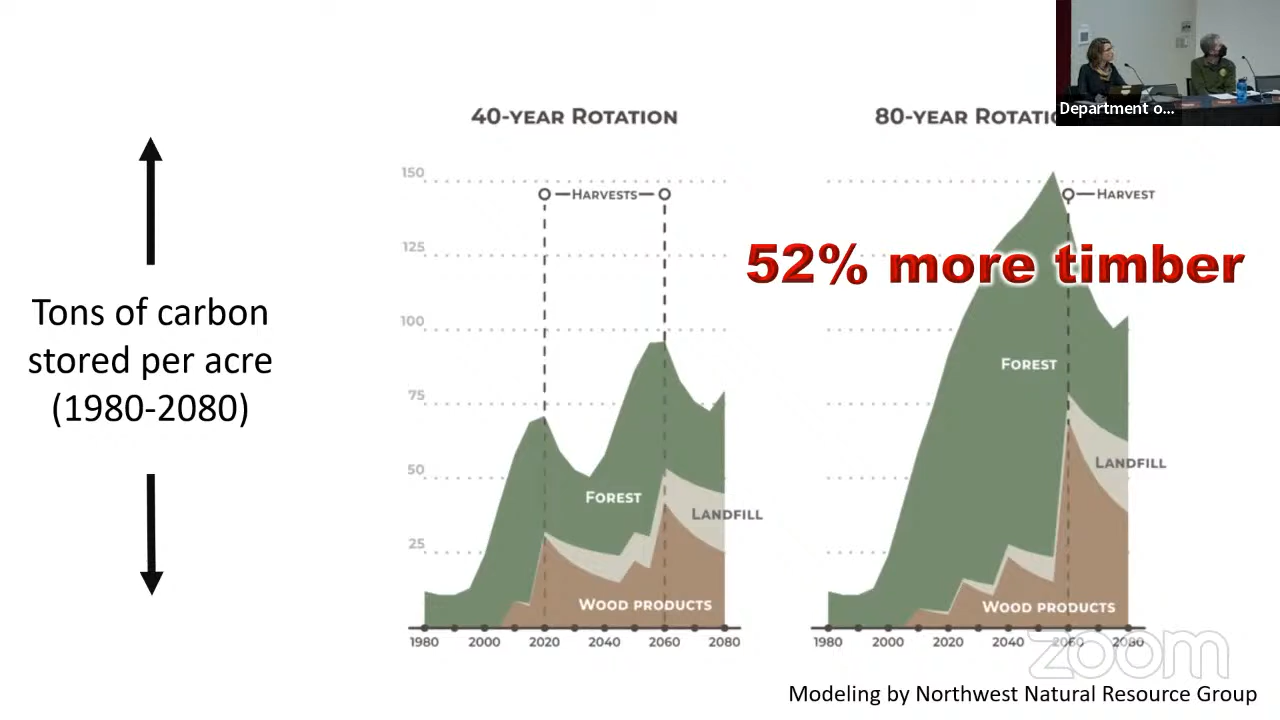 Department o...
40-YEAR ROTATION
80-YEAR ROTATIO
150
HARVESTS
HARVEST
125
52% more timber
Tons of carbon
stored per acre
(1980-2080)
100
FOREST
75
50
LANDFILL
FOREST
LANDFILL
25
WOOD PRODUCTS
WOOD PRODUCTS
1980 2000 2020 2040 2060 2080
1980 2000 2020 2040 2060 2080
zoom
Modeling by Northwest Natural Resource Group